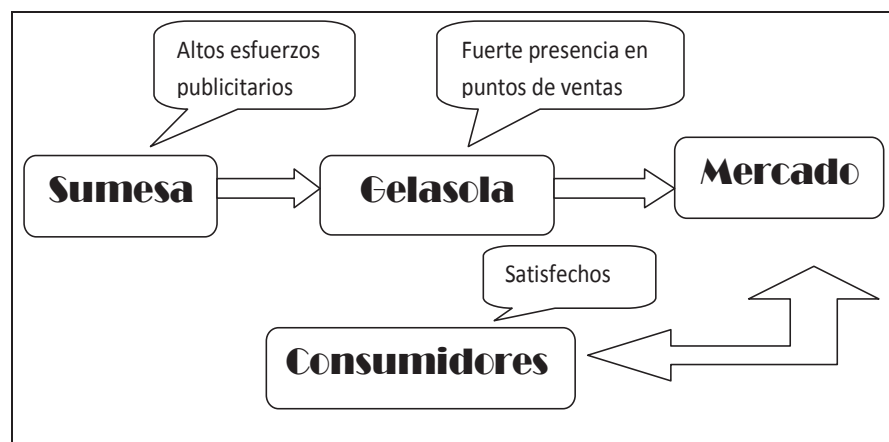 Altos esfuerzos
publicitarios
Fuerte presencia en
puntos de ventas
Sumesa
Gelasola
Mercado
Satisfechos
Consumidores